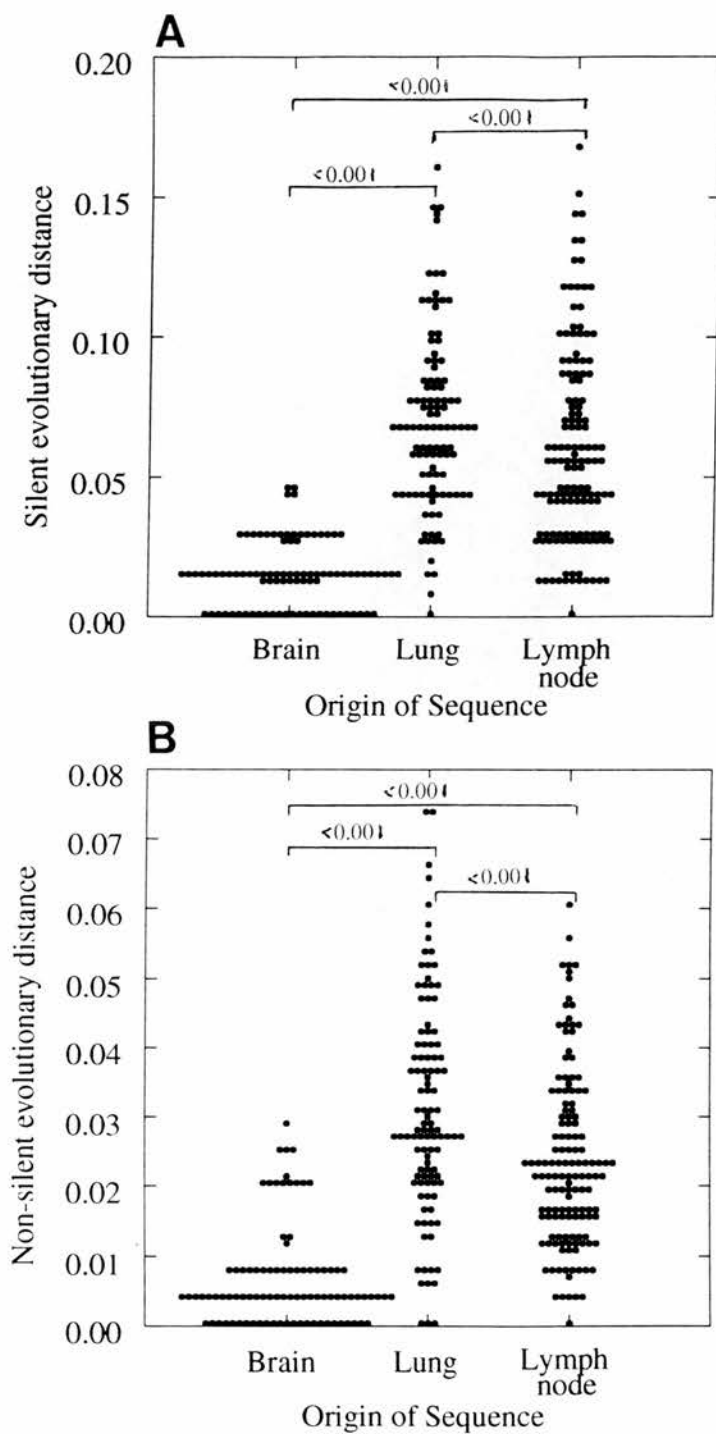 A
0.20
<0.001
<0.001
<0.001
0.15
0.10
0.05
0.00
Silent evolutionary distance
Brain
Lung
Lymph
node
Origin of Sequence
B
0.08
<0.001
0.07
<0.001
<0.001
0.06
0.05
0.04
0.03
0.02
0.01
0.00
Non-silent evolutionary distance
Brain
Lung
Lymph
node
Origin of Sequence